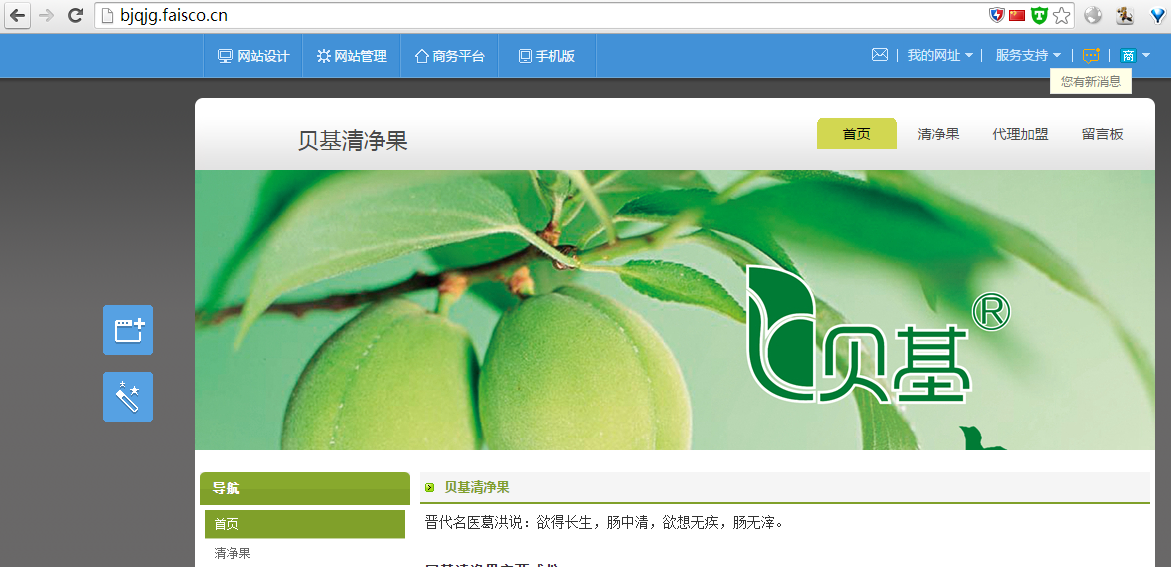 bjqjg.faisco.cn
网站设计 网站管理 商务平台 手机版 我的网址 服务支持 商
您有新消息
贝基清净果 首页 清净果 代理加盟 留言板
贝基®
导航 贝基清净果
首页 晋代名医葛洪说：欲得长生，肠中清，欲想无疾，肠无滓。
清净果